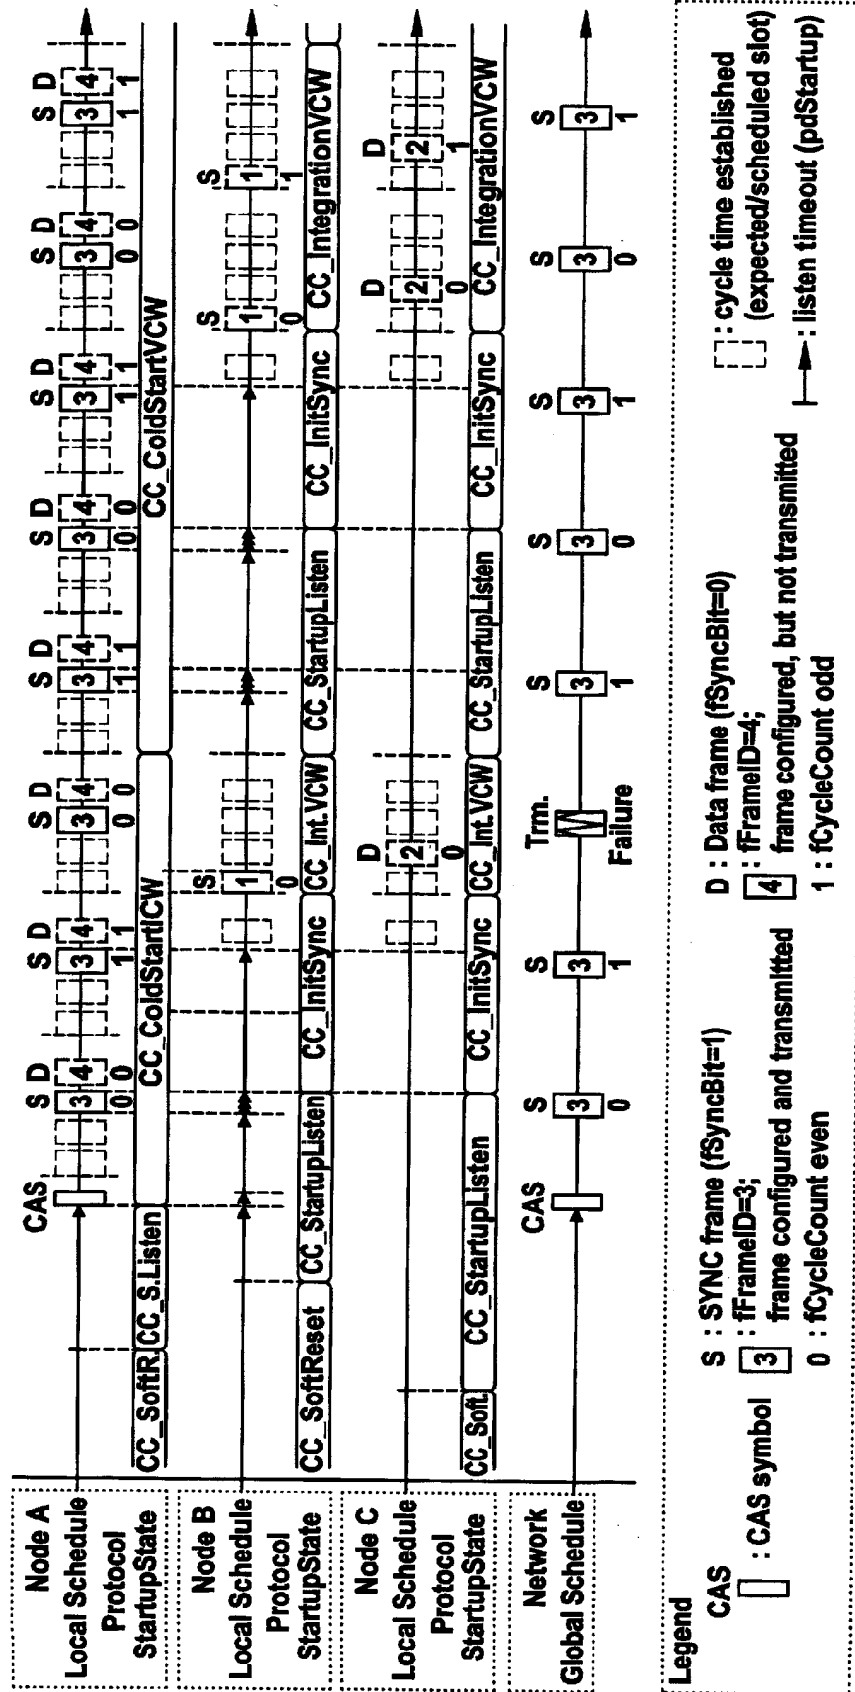 Node A
Local Schedule
Protocol
StartupState
CAS
S D S D S D S D S D S D S D S D
3 4 3 4 3 4 3 4 3 4 3 4 3 4 3 4
0 0 1 1 0 0 1 1 0 0 1 1 0 0 1 1
CC_SoftR. CC_S.Listen CC_ColdStartICW CC_ColdStartVCW
Node B
Local Schedule
Protocol
StartupState
S S S
1 1 1
0 0 1
CC_SoftReset CC_StartupListen CC_InitSync CC_Int.VCW CC_StartupListen CC_InitSync CC_IntegrationVCW
Node C
Local Schedule
Protocol
StartupState
D D D
2 2 2
0 0 1
CC_Soft. CC_StartupListen CC_InitSync CC_Int.VCW CC_StartupListen CC_InitSync CC_IntegrationVCW
Network
Global Schedule
CAS
S S Trm. S S S S S
3 3 3 3 3 3 3
0 1 Failure 1 0 1 0 1
Legend
CAS
: CAS symbol
S : SYNC frame (fSyncBit=1)
3 : fFrameID=3;
frame configured and transmitted
0 : fCycleCount even
D : Data frame (fSyncBit=0)
4 : fFrameID=4;
frame configured, but not transmitted
1 : fCycleCount odd
: cycle time established
(expected/scheduled slot)
: listen timeout (pdStartup)